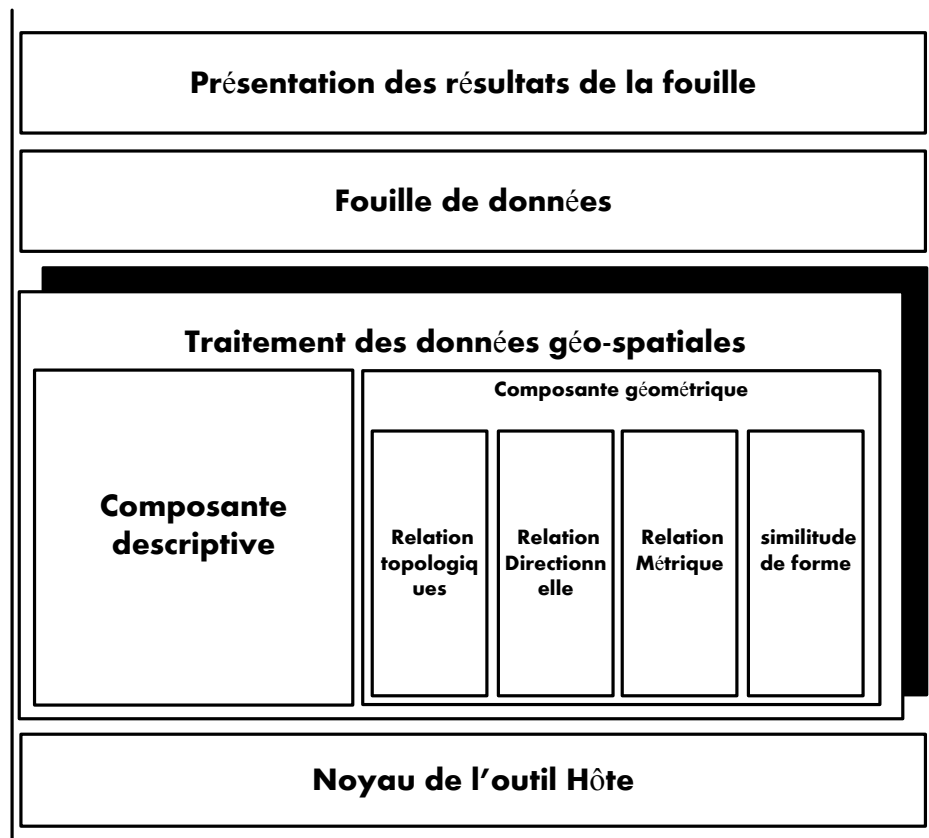 Présentation des résultats de la fouille
Fouille de données
Traitement des données géo-spatiales
Composante
descriptive
Composante géométrique
Relation
topologiq
ues
Relation
Directionn
elle
Relation
Métrique
similitude
de forme
Noyau de l’outil Hôte